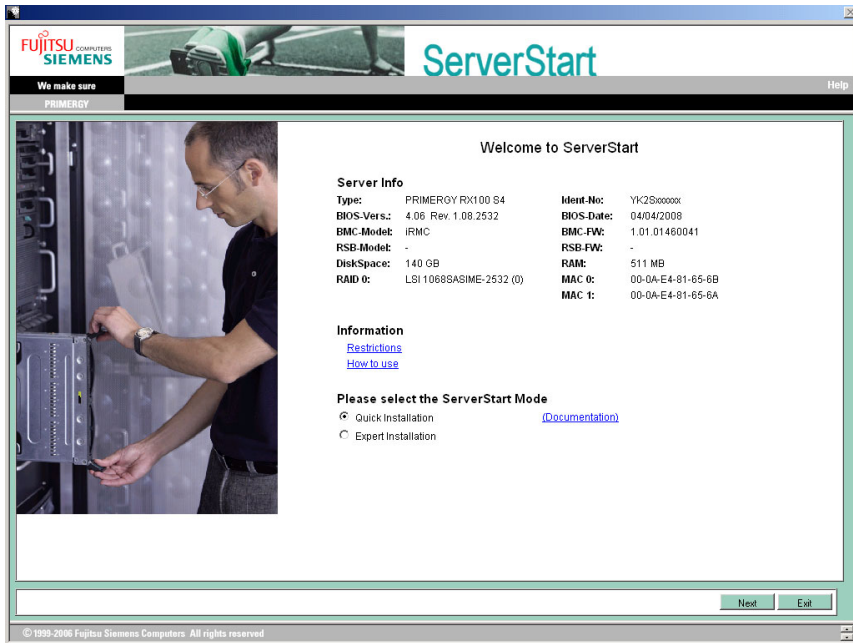 FUJITSU COMPUTERS
SIEMENS
ServerStart
We make sure
Help
PRIMERGY
Welcome to ServerStart
Server Info
Type: PRIMERGY RX100 S4 Ident-No: YK2Sxxxxxx
BIOS-Vers.: 4.06 Rev. 1.08.2532 BIOS-Date: 04/04/2008
BMC-Model: iRMC BMC-FW: 1.01.01460041
RSB-Model: - RSB-FW: -
DiskSpace: 140 GB RAM: 511 MB
RAID 0: LSI 1068SASIME-2532 (0) MAC 0: 00-0A-E4-81-65-6B
MAC 1: 00-0A-E4-81-65-6A
Information
Restrictions
How to use
Please select the ServerStart Mode
Quick Installation (Documentation)
Expert Installation
Next Exit
© 1999-2006 Fujitsu Siemens Computers All rights reserved